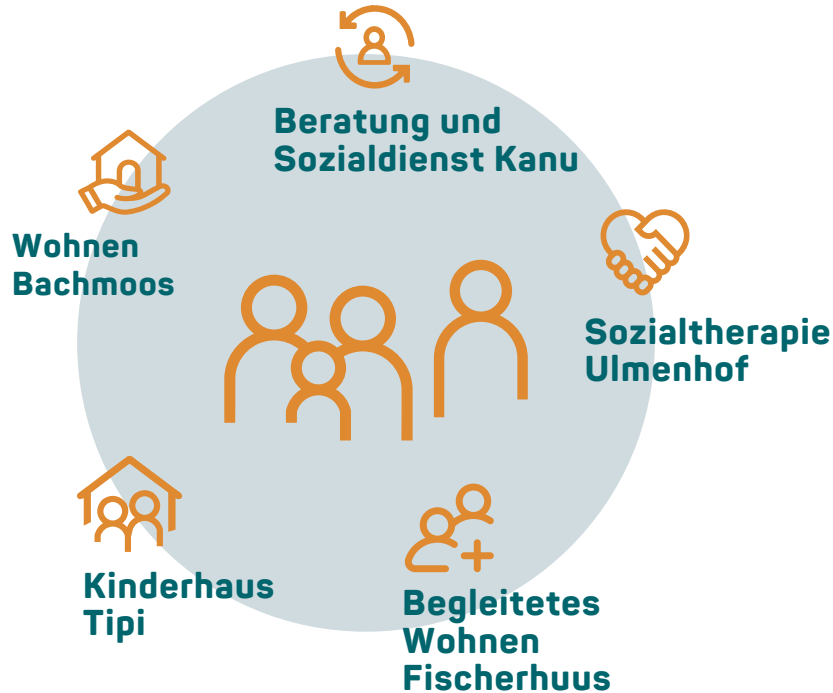 Beratung und
Sozialdienst Kanu
Wohnen
Bachmoos
Sozialtherapie
Ulmenhof
Kinderhaus
Tipi
Begleitetes
Wohnen
Fischerhuus